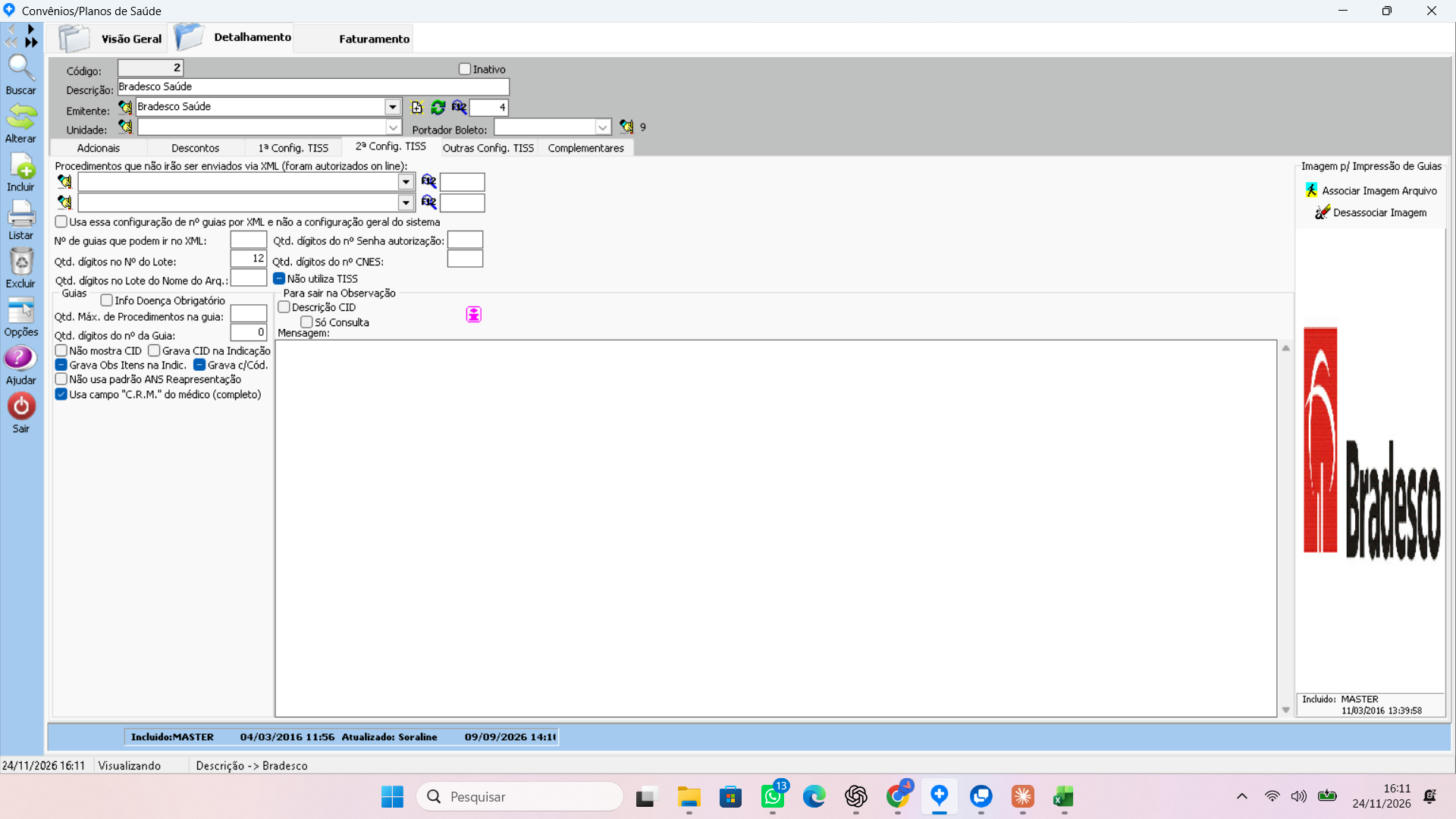 Convênios/Planos de Saúde
Visão Geral
Detalhamento
Faturamento
Código: 2
Inativo
Descrição: Bradesco Saúde
Emitente: Bradesco Saúde F12 4
Unidade: Portador Boleto: 9
Adcionais Descontos 1ª Config. TISS 2ª Config. TISS Outras Config. TISS Complementares
Buscar
Alterar
Incluir
Listar
Excluir
Opções
Ajudar
Sair
Procedimentos que não irão ser enviados via XML (foram autorizados on line):
F12
F12
Usa essa configuração de nº guias por XML e não a configuração geral do sistema
Nº de guias que podem ir no XML: Qtd. dígitos do nº Senha autorização:
Qtd. dígitos no Nº do Lote: 12 Qtd. dígitos do nº CNES:
Qtd. dígitos no Lote do Nome do Arq.: Não utiliza TISS
Guias
Info Doença Obrigatório
Qtd. Máx. de Procedimentos na guia:
Qtd. dígitos do nº da Guia: 0
Não mostra CID Grava CID na Indicação
Grava Obs Itens na Indic. Grava c/Cód.
Não usa padrão ANS Reapresentação
Usa campo "C.R.M." do médico (completo)
Para sair na Observação
Descrição CID
Só Consulta
Mensagem:
Imagem p/ Impressão de Guias
Associar Imagem Arquivo
Desassociar Imagem
Bradesco
Incluido: MASTER
11/03/2016 13:39:58
Incluido:MASTER 04/03/2016 11:56 Atualizado: Soraline 09/09/2026 14:1
24/11/2026 16:11 Visualizando Descrição -> Bradesco
Pesquisar
13
16:11
24/11/2026